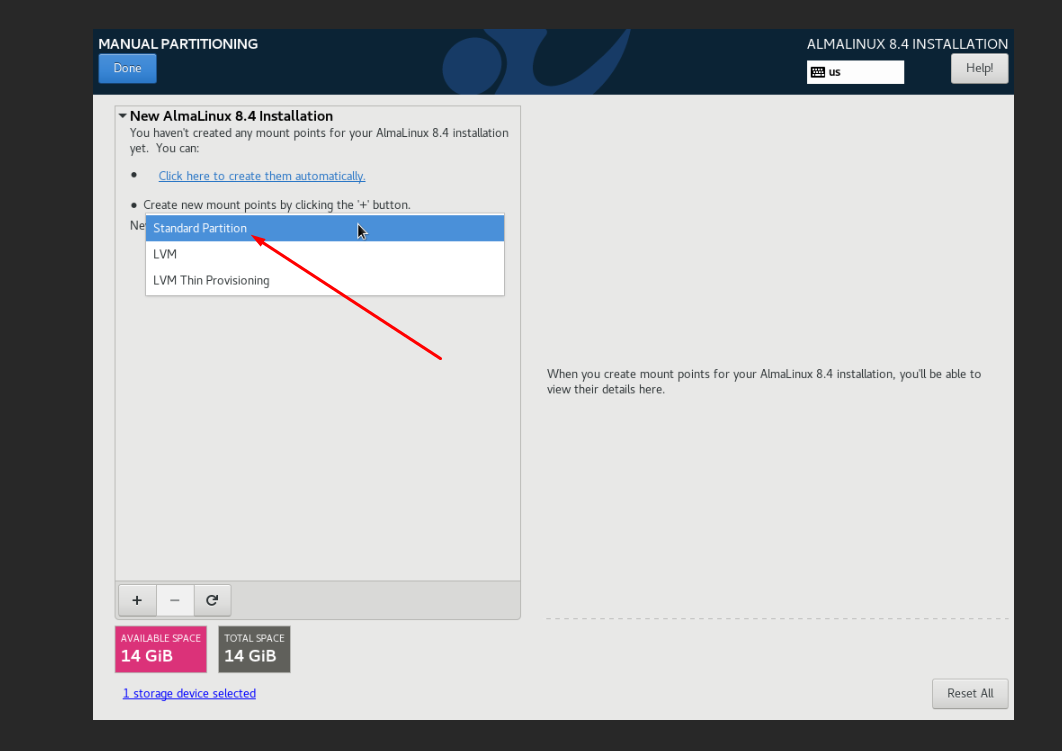 MANUAL PARTITIONING
Done
ALMALINUX 8.4 INSTALLATION
us
Help!
New AlmaLinux 8.4 Installation
You haven't created any mount points for your AlmaLinux 8.4 installation
yet. You can:
• Click here to create them automatically.
• Create new mount points by clicking the '+' button.
Ne
Standard Partition
LVM
LVM Thin Provisioning
When you create mount points for your AlmaLinux 8.4 installation, you'll be able to
view their details here.
+ −
AVAILABLE SPACE
14 GiB
TOTAL SPACE
14 GiB
1 storage device selected
Reset All